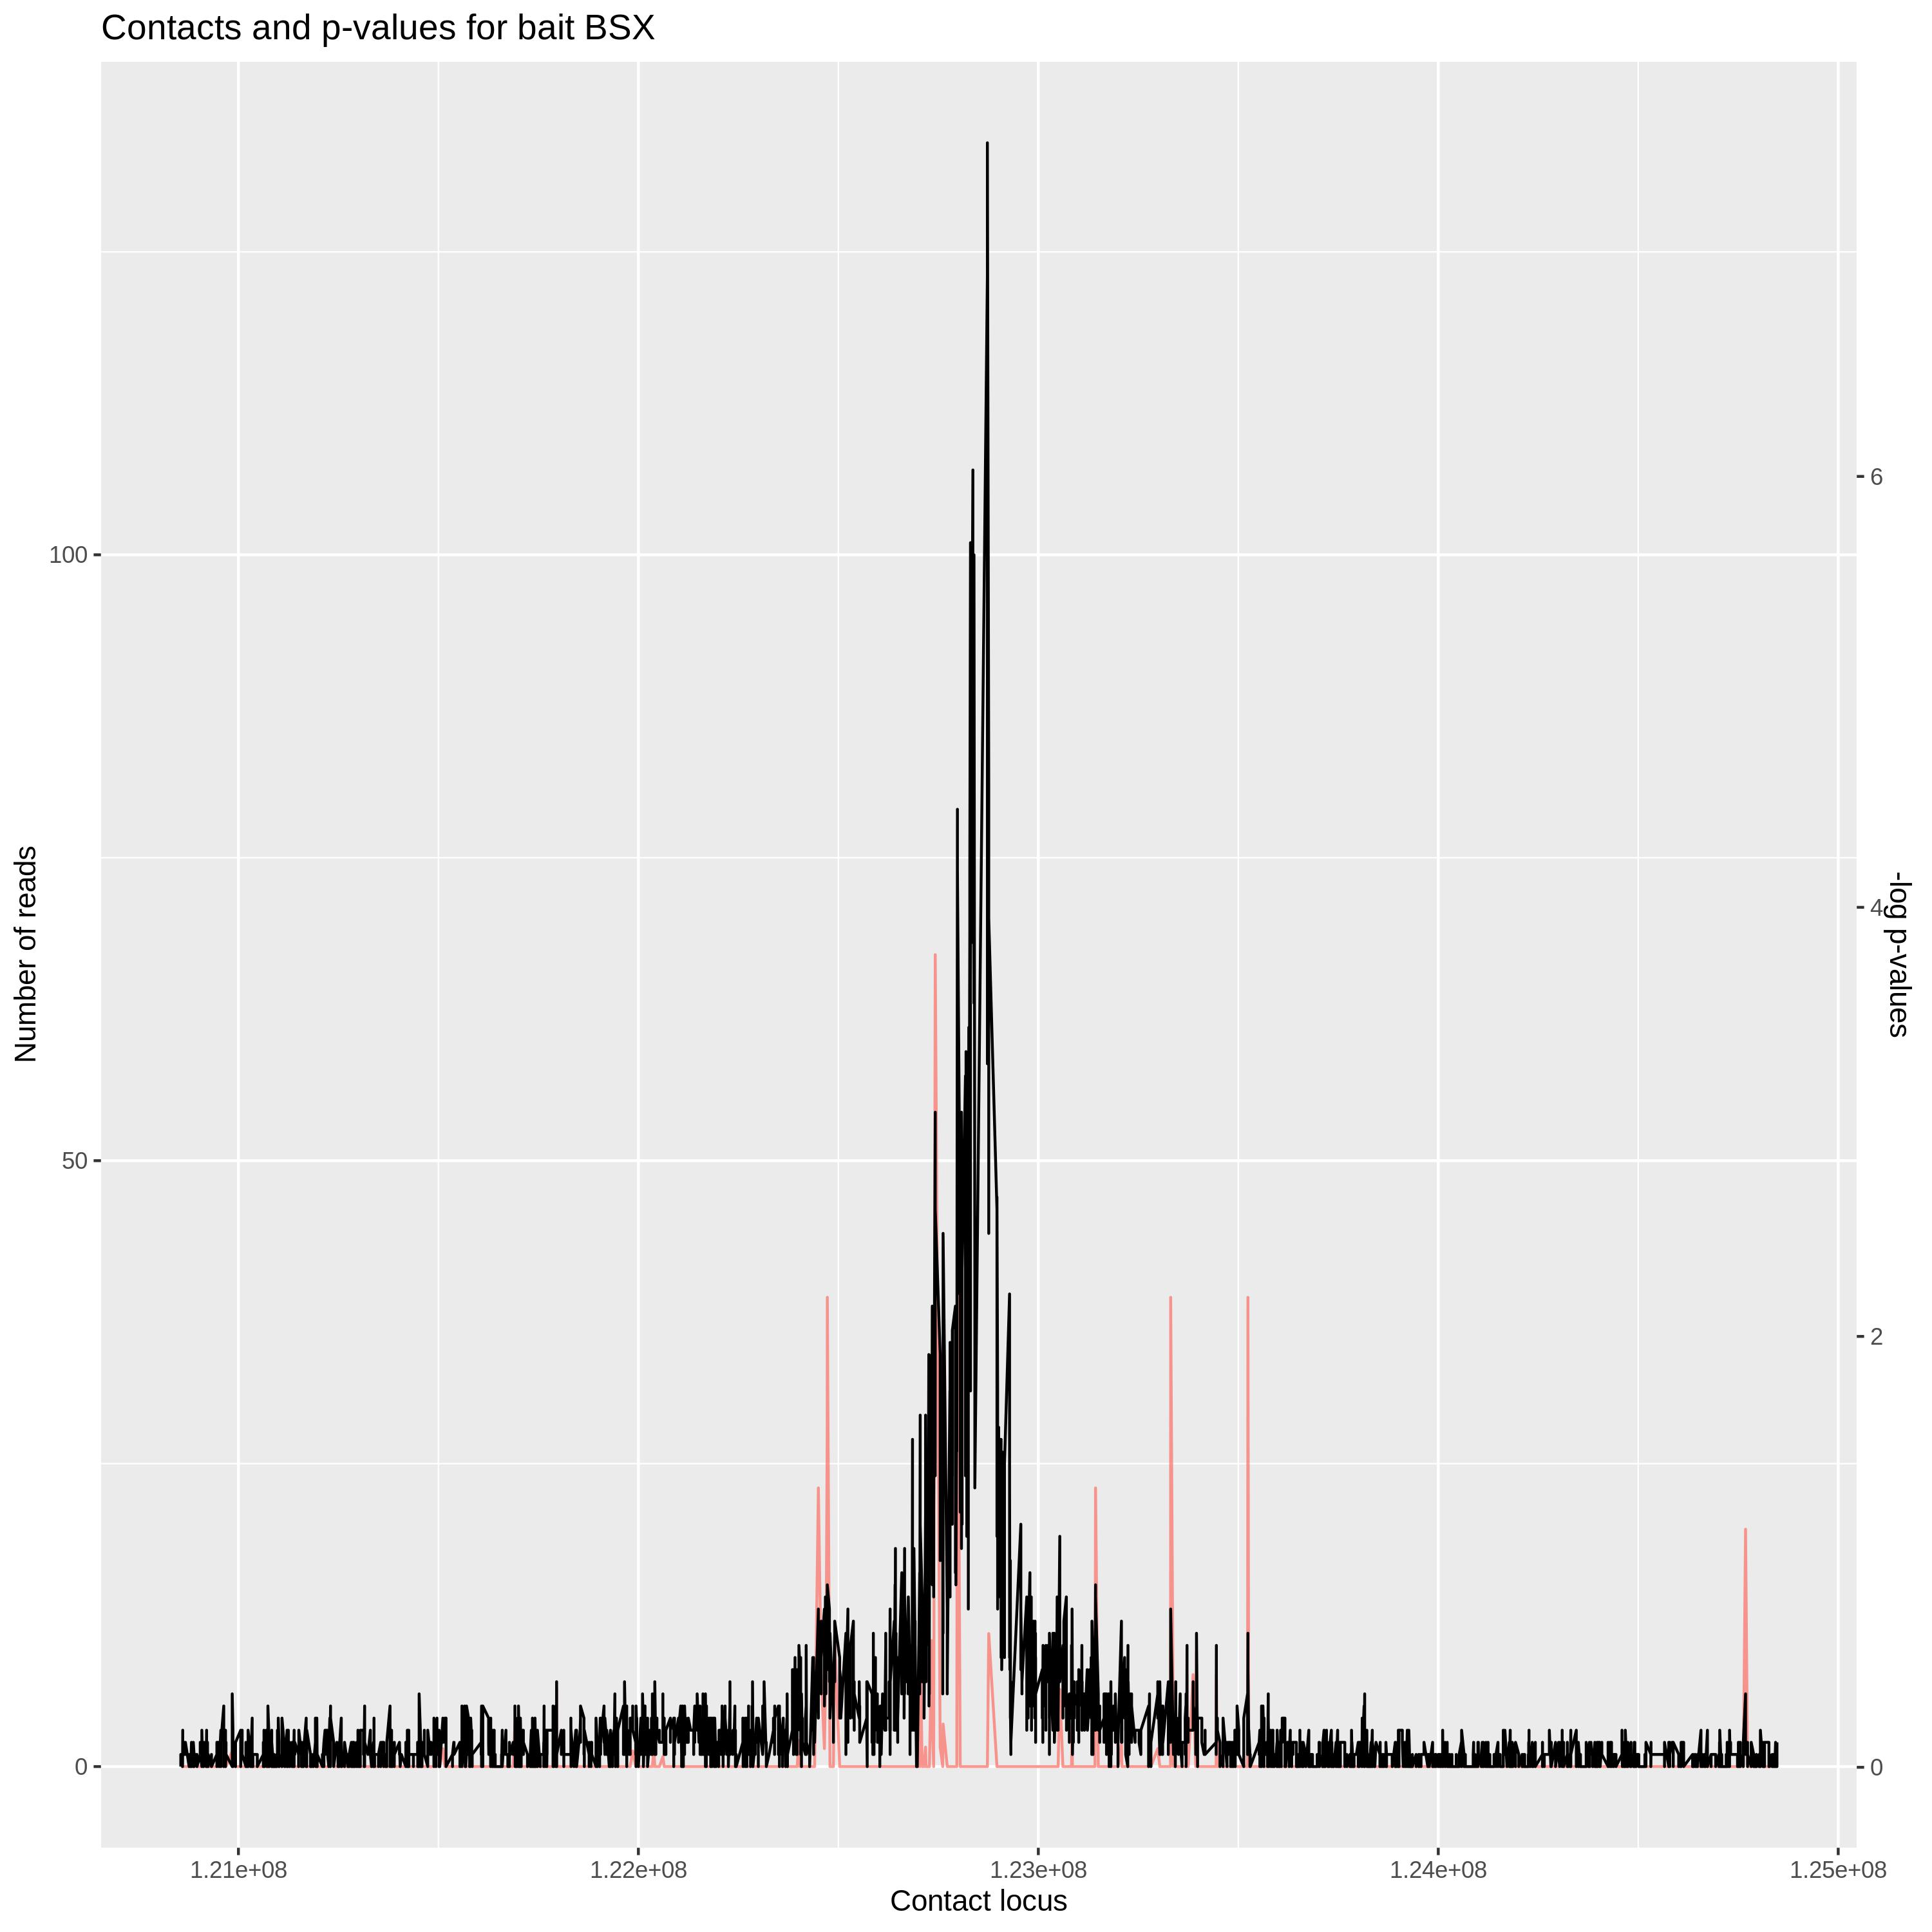 Contacts and p-values for bait BSX
Number of reads
100
50
0
6
4
2
0
-log p-values
1.21e+08 1.22e+08 1.23e+08 1.24e+08 1.25e+08
Contact locus